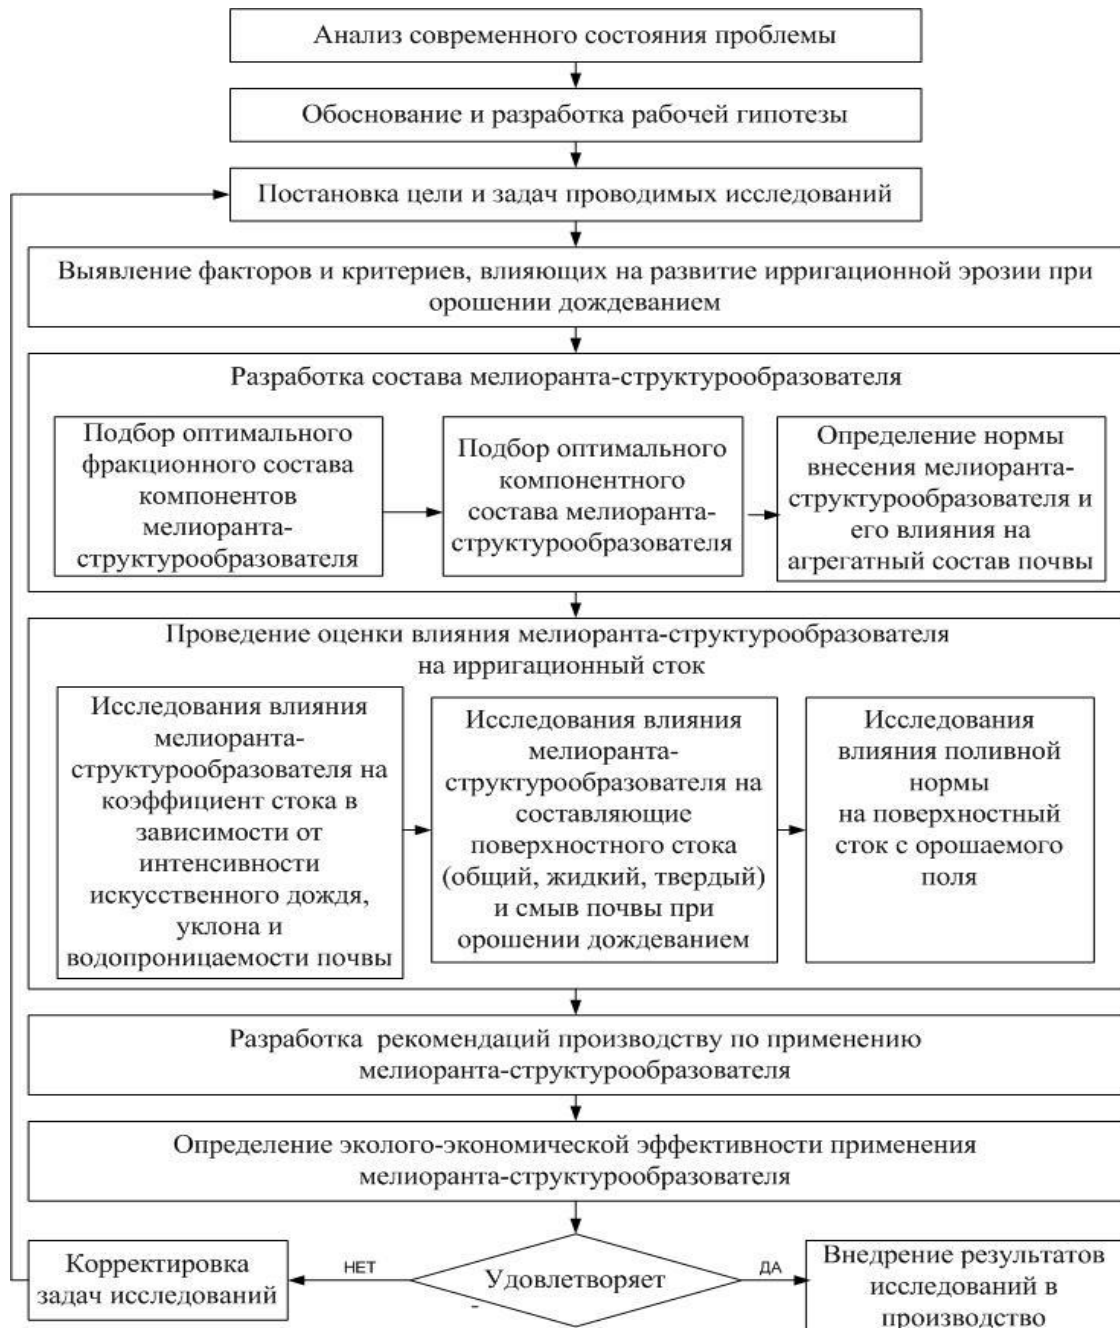 Анализ современного состояния проблемы
Обоснование и разработка рабочей гипотезы
Постановка цели и задач проводимых исследований
Выявление факторов и критериев, влияющих на развитие ирригационной эрозии при
орошении дождеванием
Разработка состава мелиоранта-структурообразователя
Подбор оптимального
фракционного состава
компонентов
мелиоранта-
структурообразователя
Подбор оптимального
компонентного
состава мелиоранта-
структурообразователя
Определение нормы
внесения мелиоранта-
структурообразователя и
его влияния на
агрегатный состав почвы
Проведение оценки влияния мелиоранта-структурообразователя
на ирригационный сток
Исследования влияния
мелиоранта-
структурообразователя на
коэффициент стока в
зависимости от
интенсивности
искусственного дождя,
уклона и
водопроницаемости почвы
Исследования влияния
мелиоранта-
структурообразователя на
составляющие
поверхностного стока
(общий, жидкий, твердый)
и смыв почвы при
орошении дождеванием
Исследования
влияния поливной
нормы
на поверхностный
сток с орошаемого
поля
Разработка рекомендаций производству по применению
мелиоранта-структурообразователя
Определение эколого-экономической эффективности применения
мелиоранта-структурообразователя
Корректировка
задач исследований
НЕТ
Удовлетворяет
-
ДА
Внедрение результатов
исследований в
производство